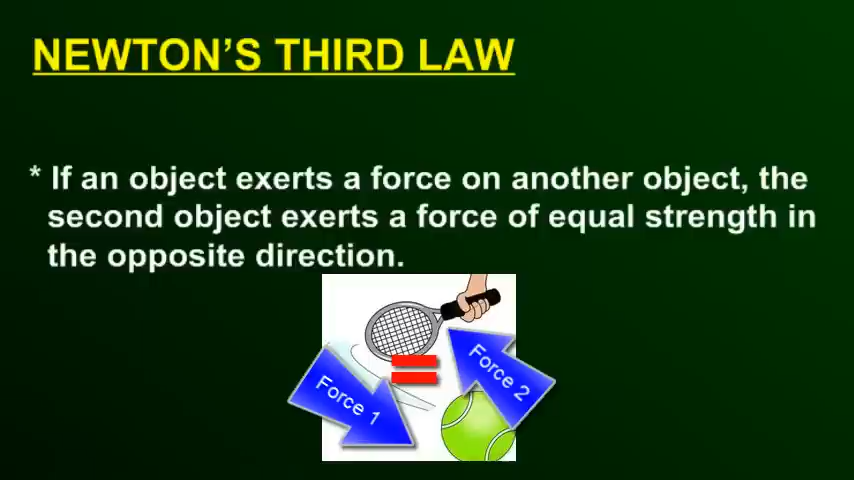 NEWTON’S THIRD LAW
* If an object exerts a force on another object, the
second object exerts a force of equal strength in
the opposite direction.
Force 1
=
Force 2